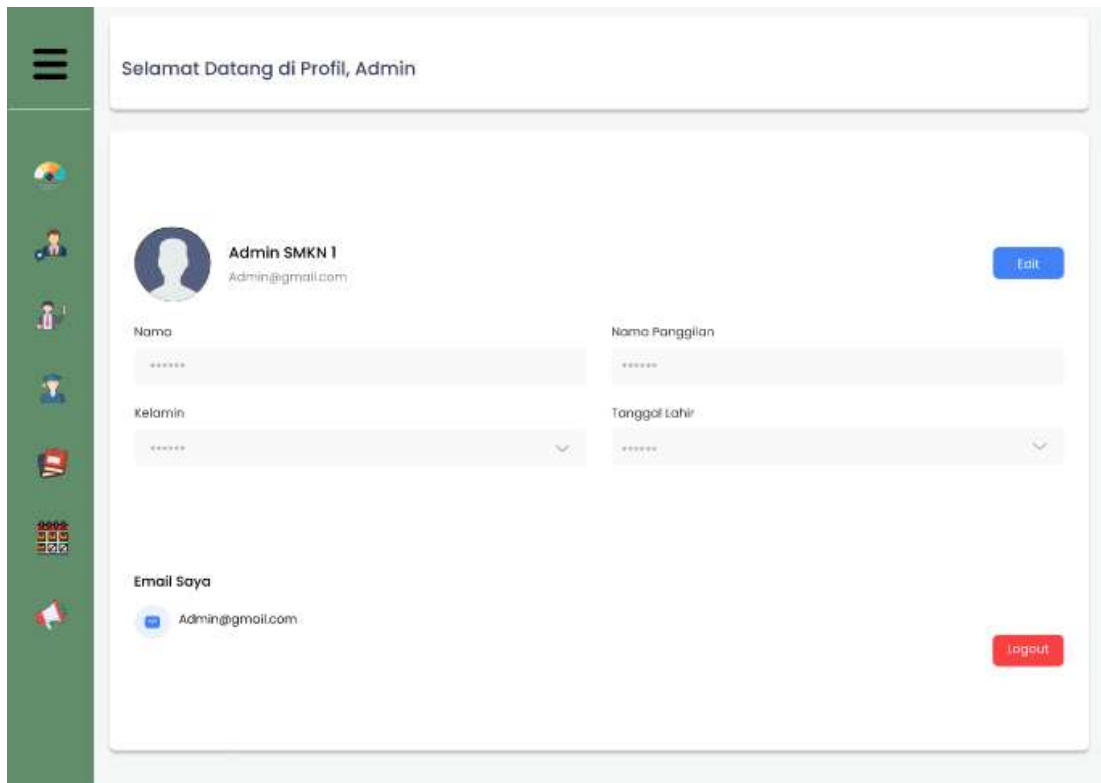 Selamat Datang di Profil, Admin
Admin SMKN 1
Admin@gmail.com
Edit
Nama
Nama Panggilan
******
******
Kelamin
Tanggal Lahir
******
******
Email Saya
Admin@gmail.com
Logout